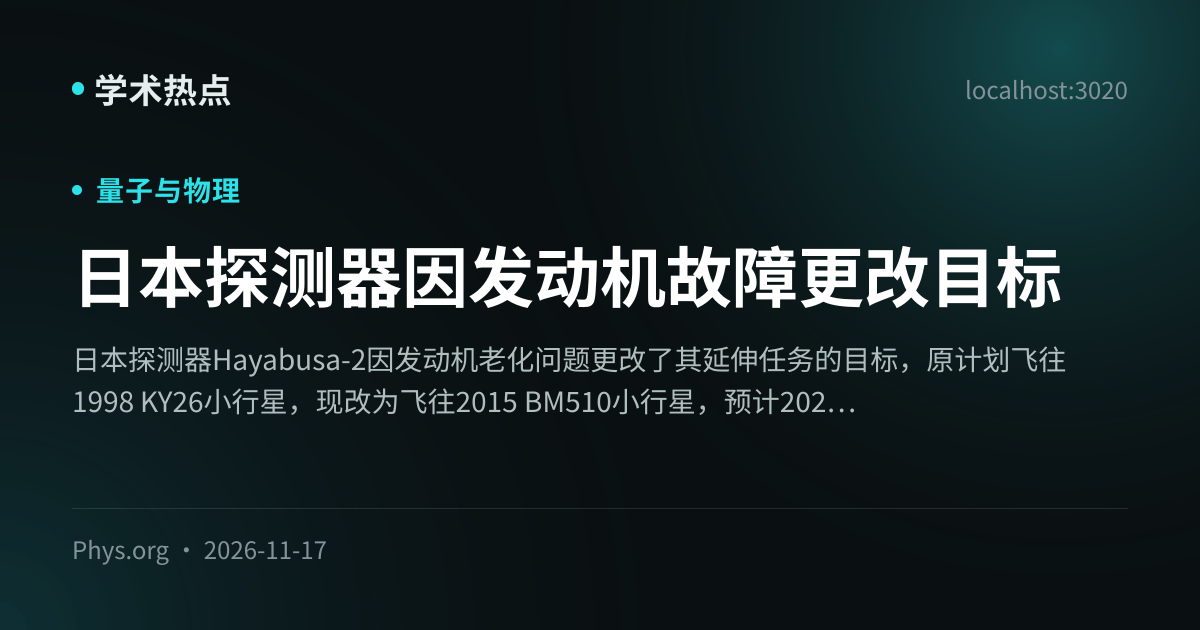 学术热点
localhost:3020
量子与物理
日本探测器因发动机故障更改目标
日本探测器Hayabusa-2因发动机老化问题更改了其延伸任务的目标，原计划飞往
1998 KY26小行星，现改为飞往2015 BM510小行星，预计202…
Phys.org · 2026-11-17